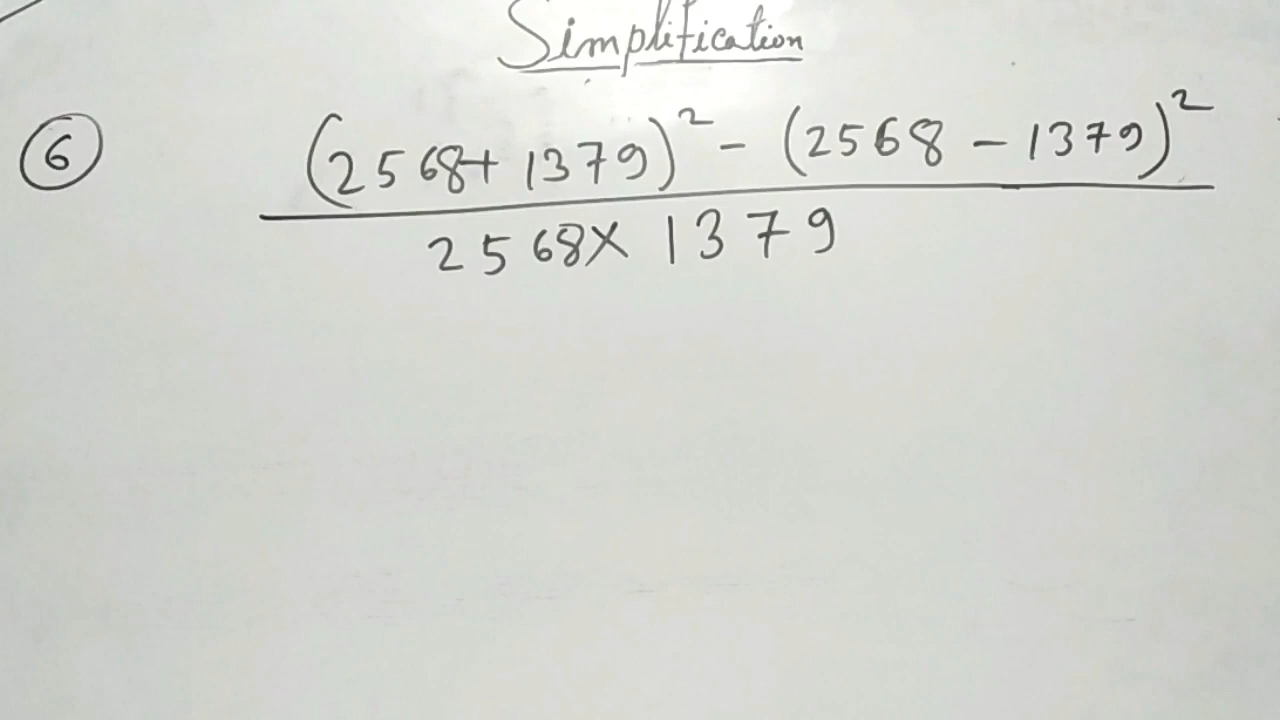 Simplification
6
(2568+ 1379)² - (2568 - 1379)²
2568× 1379